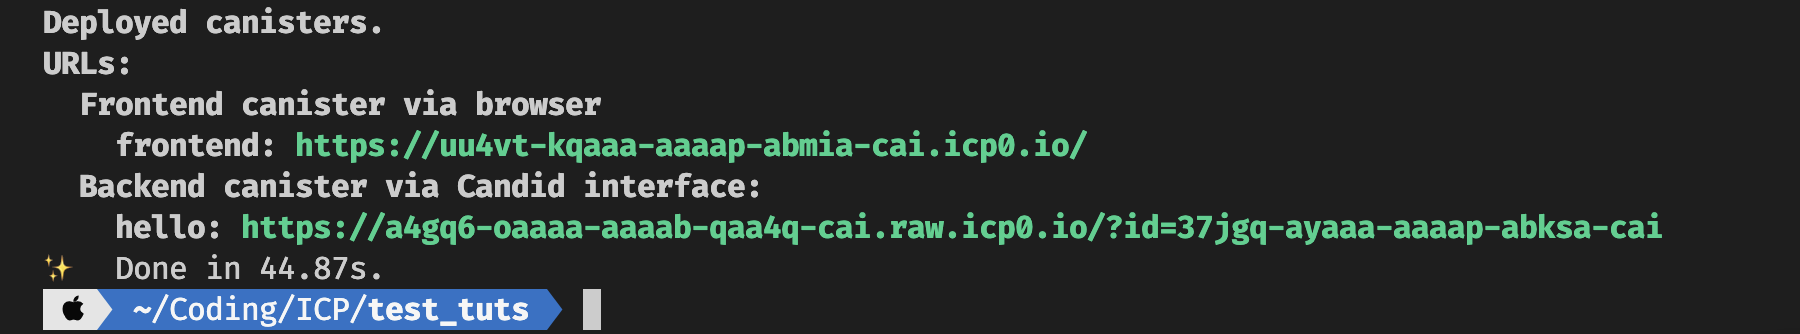 Deployed canisters.
URLs:
Frontend canister via browser
frontend: https://uu4vt-kqaaa-aaaap-abmia-cai.icp0.io/
Backend canister via Candid interface:
hello: https://a4gq6-oaaaa-aaaab-qaa4q-cai.raw.icp0.io/?id=37jgq-ayaaa-aaaap-abksa-cai
✨ Done in 44.87s.
~/Coding/ICP/test_tuts